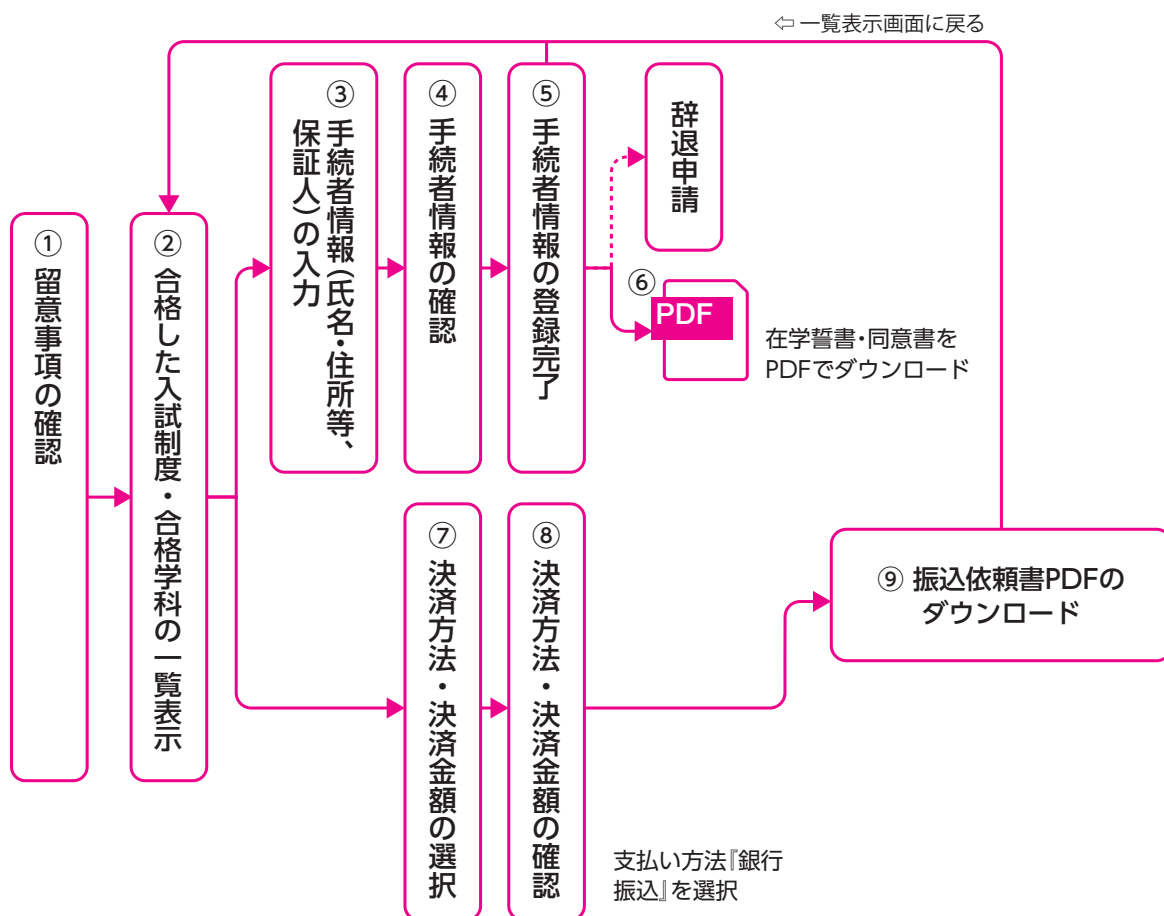 ⇦ 一覧表示画面に戻る
① 留意事項の確認
② 合格した入試制度・合格学科の一覧表示
③ 手続者情報(氏名・住所等、
保証人)の入力
④ 手続者情報の確認
⑤ 手続者情報の登録完了
辞退申請
⑥
PDF
在学誓書・同意書を
PDFでダウンロード
⑦ 決済方法・決済金額の選択
⑧ 決済方法・決済金額の確認
支払い方法『銀行
振込』を選択
⑨ 振込依頼書PDFの
ダウンロード